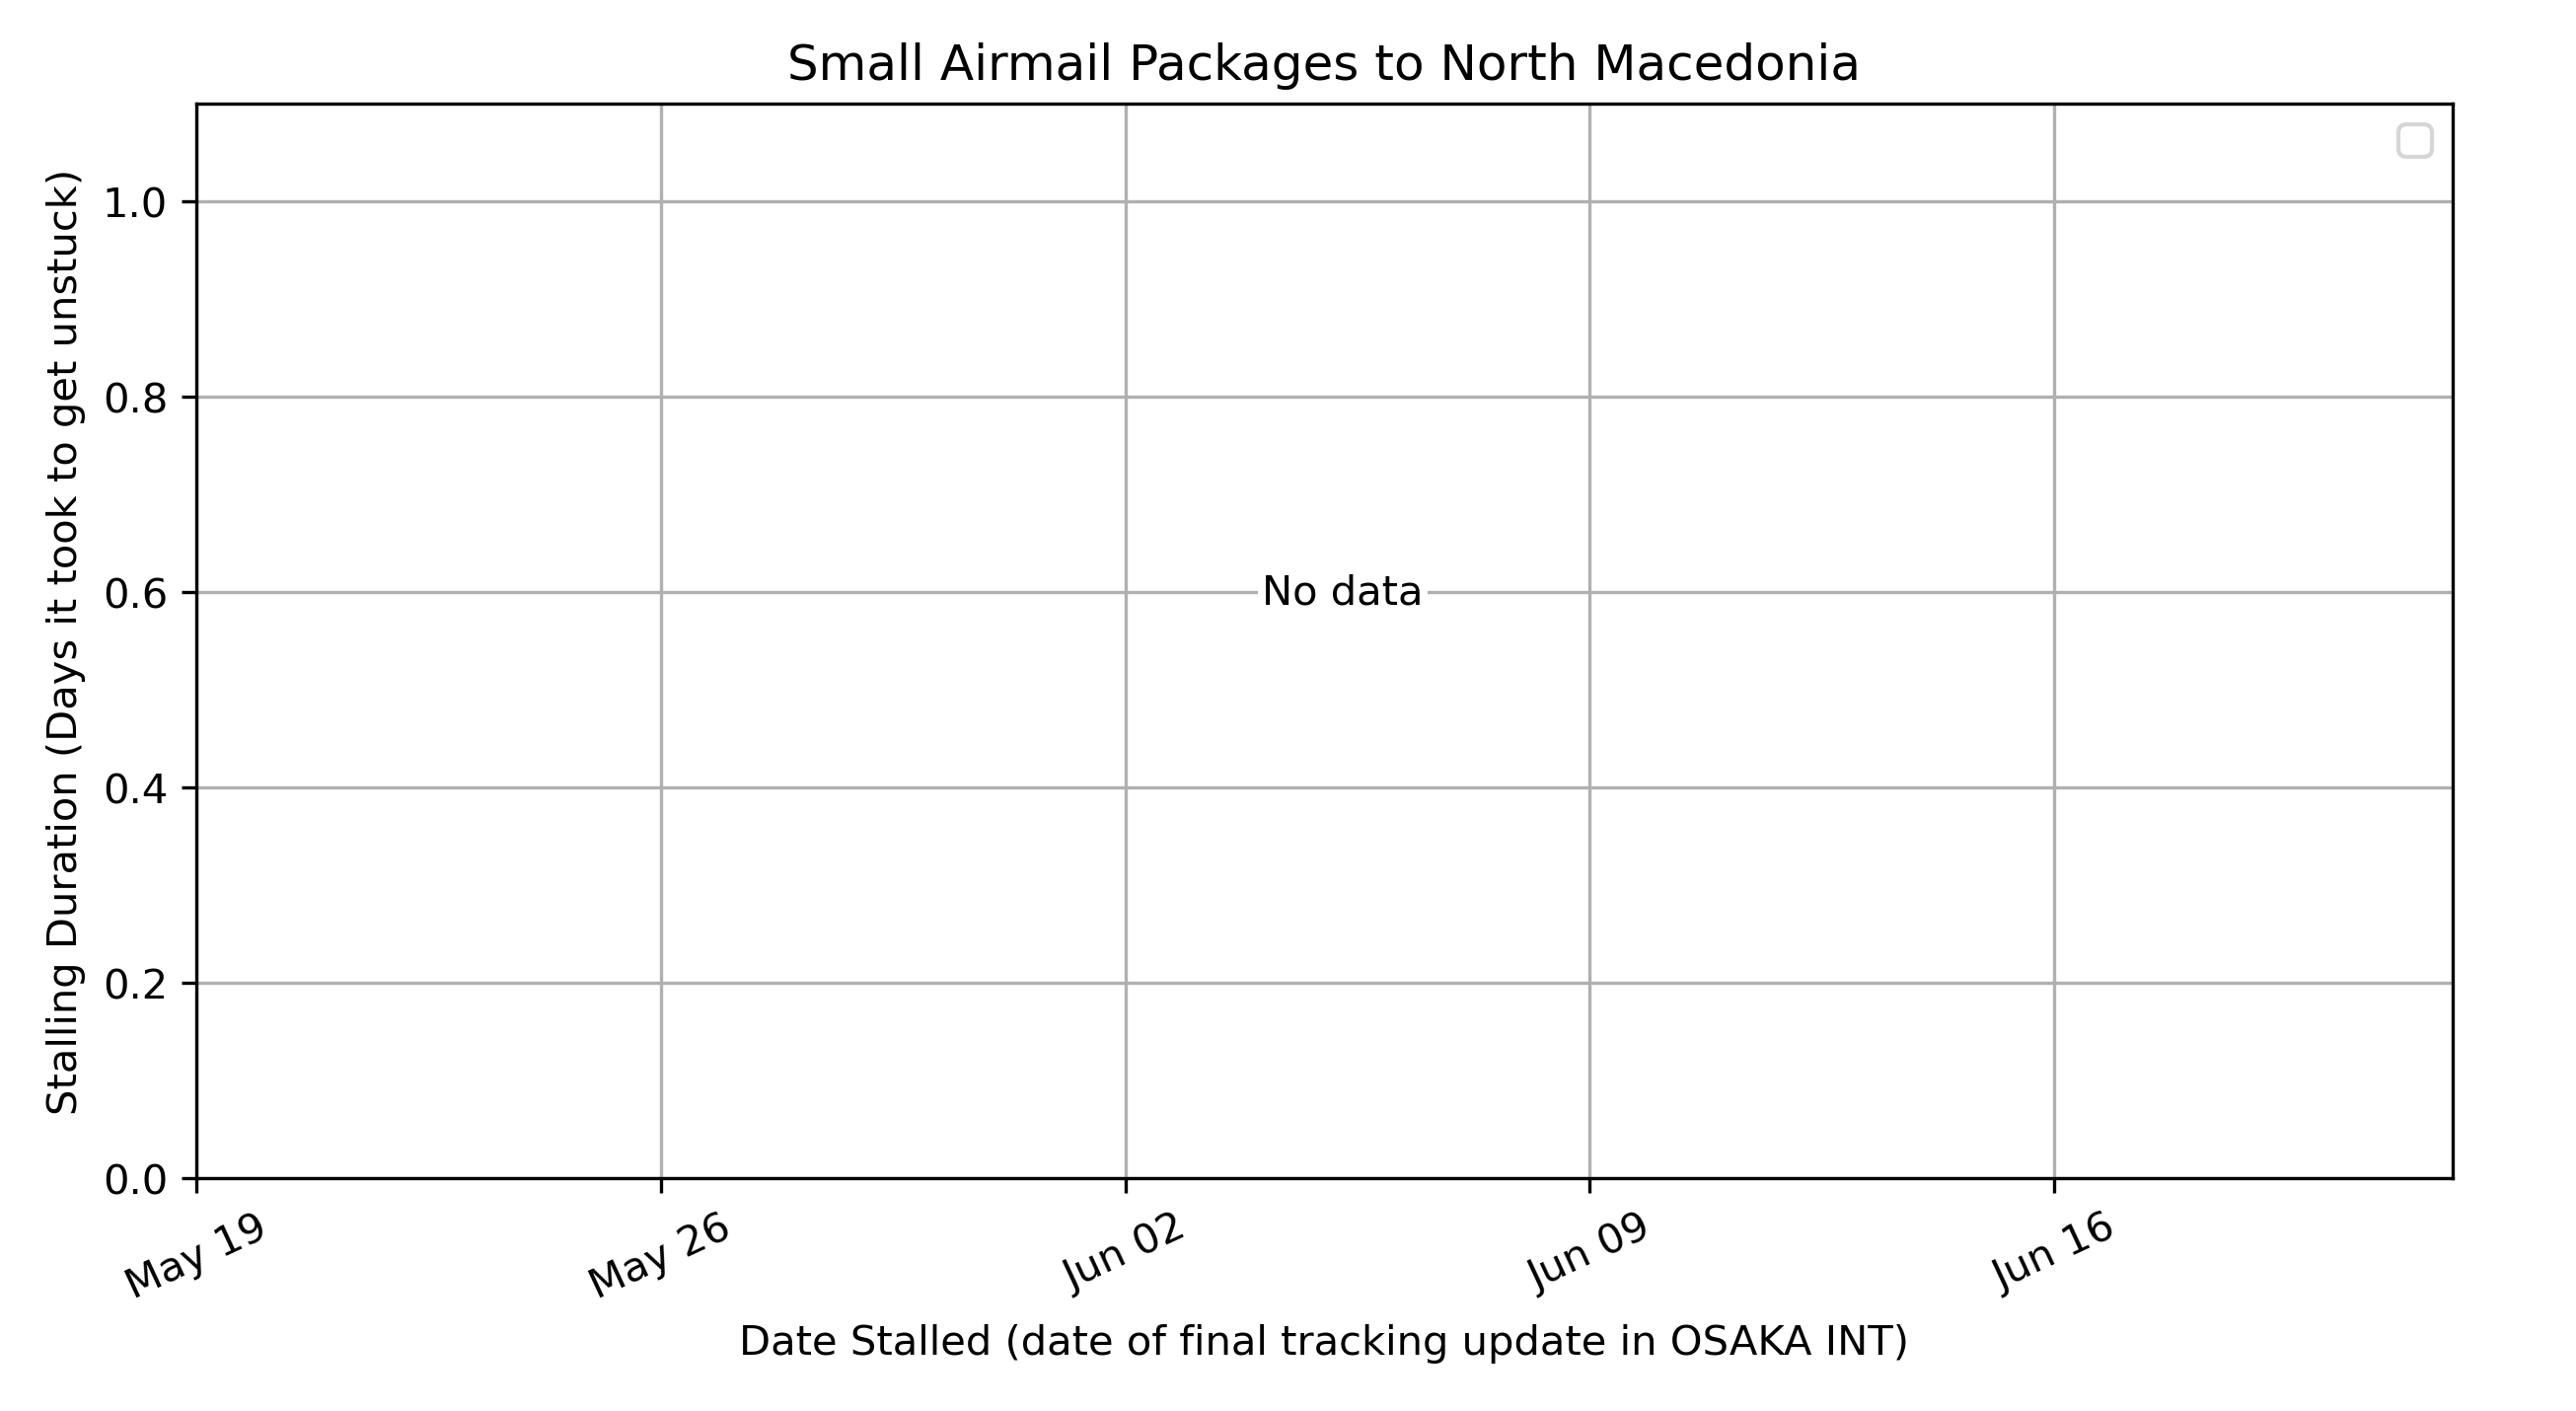 Small Airmail Packages to North Macedonia
Stalling Duration (Days it took to get unstuck)
1.0
0.8
0.6
0.4
0.2
0.0
No data
May 19
May 26
Jun 02
Jun 09
Jun 16
Date Stalled (date of final tracking update in OSAKA INT)